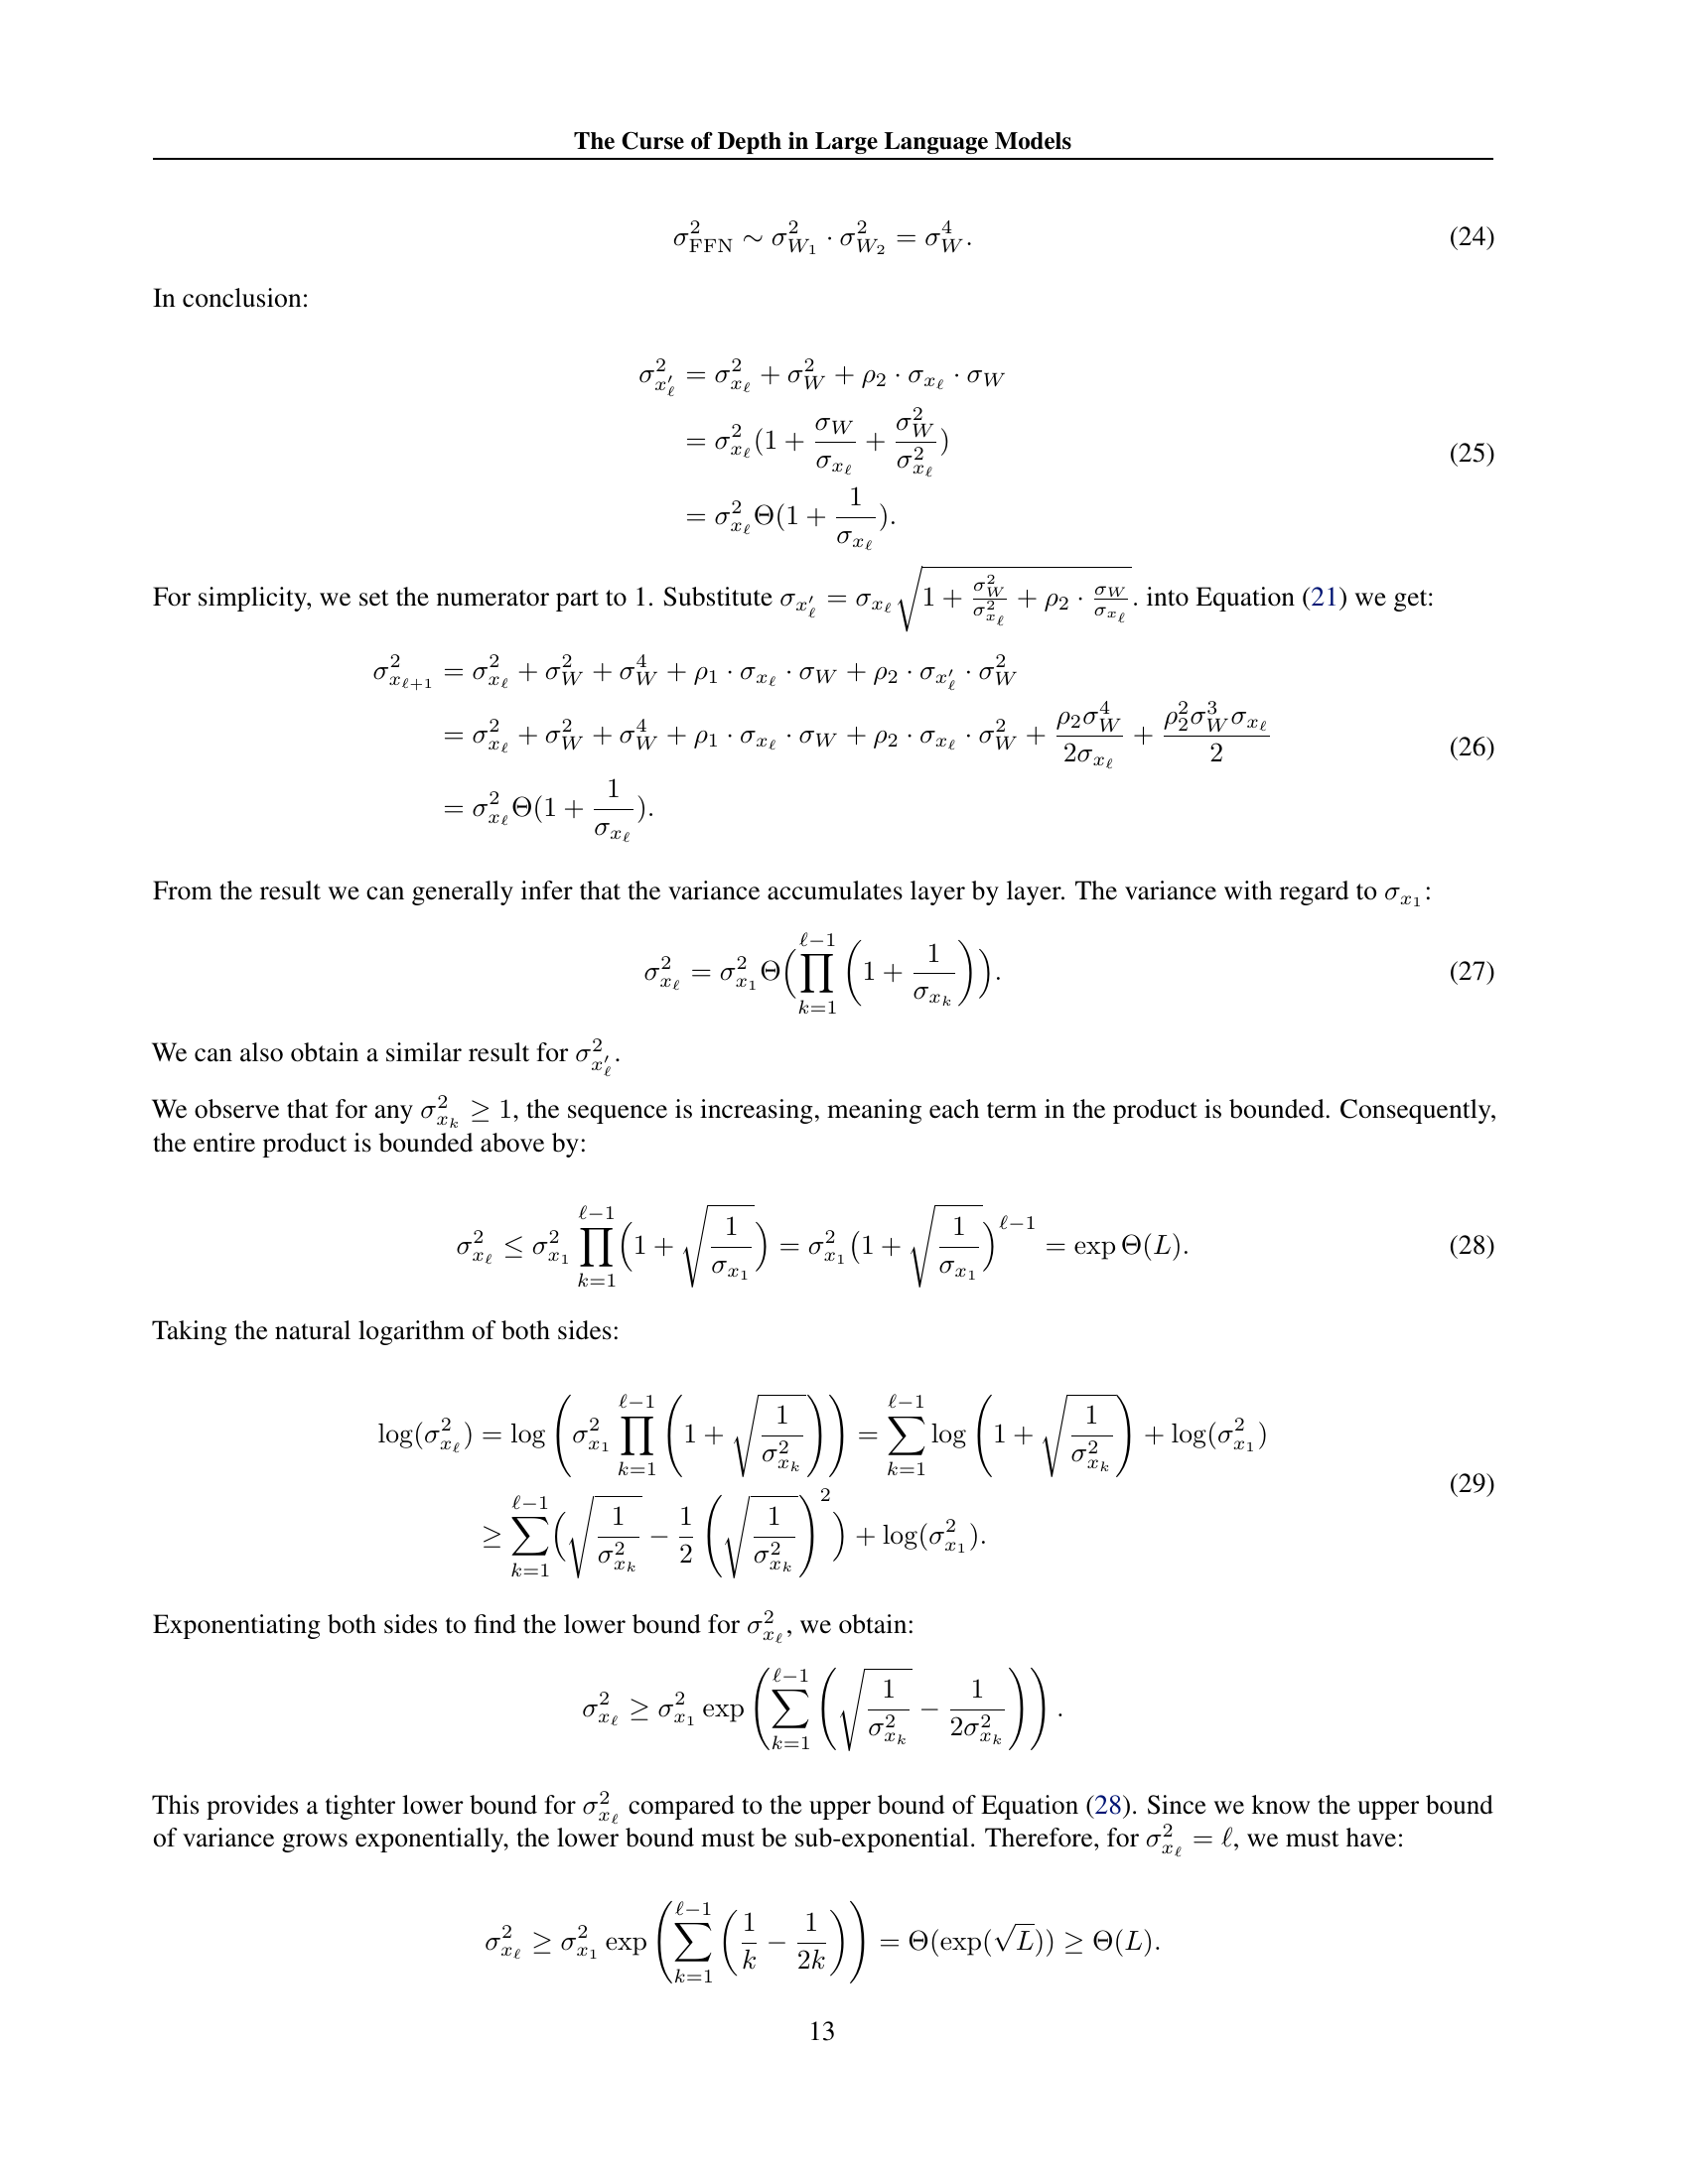 The Curse of Depth in Large Language Models
$\sigma^2_{\mathrm{FFN}} \sim \sigma^2_{W_1} \cdot \sigma^2_{W_2} = \sigma^4_W.$ (24)
In conclusion:
$\sigma^2_{x'_\ell} = \sigma^2_{x_\ell} + \sigma^2_W + \rho_2 \cdot \sigma_{x_\ell} \cdot \sigma_W$
$= \sigma^2_{x_\ell}(1 + \frac{\sigma_W}{\sigma_{x_\ell}} + \frac{\sigma^2_W}{\sigma^2_{x_\ell}})$ (25)
$= \sigma^2_{x_\ell}\Theta(1 + \frac{1}{\sigma_{x_\ell}}).$
For simplicity, we set the numerator part to 1. Substitute $\sigma_{x'_\ell} = \sigma_{x_\ell}\sqrt{1 + \frac{\sigma^2_W}{\sigma^2_{x_\ell}} + \rho_2 \cdot \frac{\sigma_W}{\sigma_{x_\ell}}}$. into Equation (21) we get:
$\sigma^2_{x_{\ell+1}} = \sigma^2_{x_\ell} + \sigma^2_W + \sigma^4_W + \rho_1 \cdot \sigma_{x_\ell} \cdot \sigma_W + \rho_2 \cdot \sigma_{x'_\ell} \cdot \sigma^2_W$
$= \sigma^2_{x_\ell} + \sigma^2_W + \sigma^4_W + \rho_1 \cdot \sigma_{x_\ell} \cdot \sigma_W + \rho_2 \cdot \sigma_{x_\ell} \cdot \sigma^2_W + \frac{\rho_2\sigma^4_W}{2\sigma_{x_\ell}} + \frac{\rho^2_2\sigma^3_W\sigma_{x_\ell}}{2}$ (26)
$= \sigma^2_{x_\ell}\Theta(1 + \frac{1}{\sigma_{x_\ell}}).$
From the result we can generally infer that the variance accumulates layer by layer. The variance with regard to $\sigma_{x_1}$:
$\sigma^2_{x_\ell} = \sigma^2_{x_1}\Theta\Big(\prod_{k=1}^{\ell-1}\left(1 + \frac{1}{\sigma_{x_k}}\right)\Big).$ (27)
We can also obtain a similar result for $\sigma^2_{x'_\ell}$.
We observe that for any $\sigma^2_{x_k} \geq 1$, the sequence is increasing, meaning each term in the product is bounded. Consequently,
the entire product is bounded above by:
$\sigma^2_{x_\ell} \leq \sigma^2_{x_1}\prod_{k=1}^{\ell-1}\Big(1 + \sqrt{\frac{1}{\sigma_{x_1}}}\Big) = \sigma^2_{x_1}\Big(1 + \sqrt{\frac{1}{\sigma_{x_1}}}\Big)^{\ell-1} = \exp\Theta(L).$ (28)
Taking the natural logarithm of both sides:
$\log(\sigma^2_{x_\ell}) = \log\left(\sigma^2_{x_1}\prod_{k=1}^{\ell-1}\left(1 + \sqrt{\frac{1}{\sigma^2_{x_k}}}\right)\right) = \sum_{k=1}^{\ell-1}\log\left(1 + \sqrt{\frac{1}{\sigma^2_{x_k}}}\right) + \log(\sigma^2_{x_1})$
(29)
$\geq \sum_{k=1}^{\ell-1}\Big(\sqrt{\frac{1}{\sigma^2_{x_k}}} - \frac{1}{2}\left(\sqrt{\frac{1}{\sigma^2_{x_k}}}\right)^2\Big) + \log(\sigma^2_{x_1}).$
Exponentiating both sides to find the lower bound for $\sigma^2_{x_\ell}$, we obtain:
$\sigma^2_{x_\ell} \geq \sigma^2_{x_1}\exp\left(\sum_{k=1}^{\ell-1}\left(\sqrt{\frac{1}{\sigma^2_{x_k}}} - \frac{1}{2\sigma^2_{x_k}}\right)\right).$
This provides a tighter lower bound for $\sigma^2_{x_\ell}$ compared to the upper bound of Equation (28). Since we know the upper bound
of variance grows exponentially, the lower bound must be sub-exponential. Therefore, for $\sigma^2_{x_\ell} = \ell$, we must have:
$\sigma^2_{x_\ell} \geq \sigma^2_{x_1}\exp\left(\sum_{k=1}^{\ell-1}\left(\frac{1}{k} - \frac{1}{2k}\right)\right) = \Theta(\exp(\sqrt{L})) \geq \Theta(L).$
13